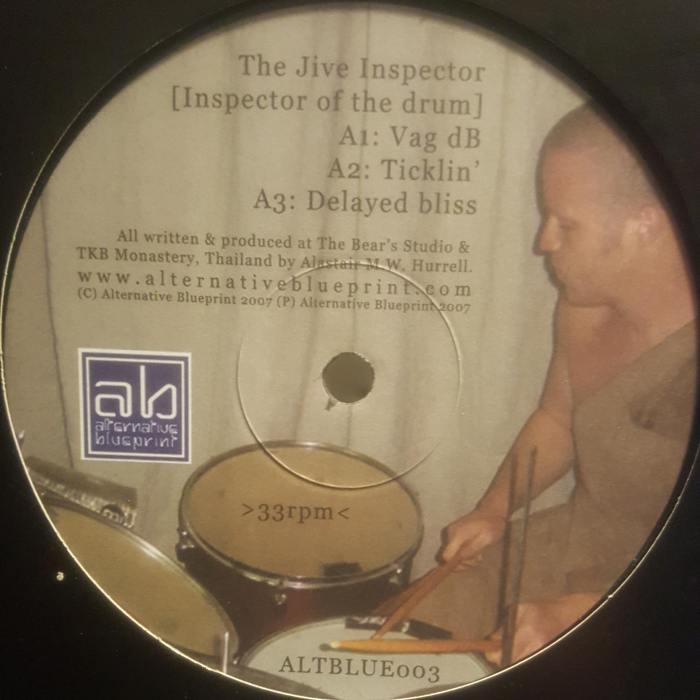 The Jive Inspector
[Inspector of the drum]
A1: Vag dB
A2: Ticklin'
A3: Delayed bliss
All written & produced at The Bear's Studio &
TKB Monastery, Thailand by Alastair M.W. Hurrell.
www.alternativeblueprint.com
(C) Alternative Blueprint 2007 (P) Alternative Blueprint 2007
ab
alternative
blueprint
>33rpm<
ALTBLUE003